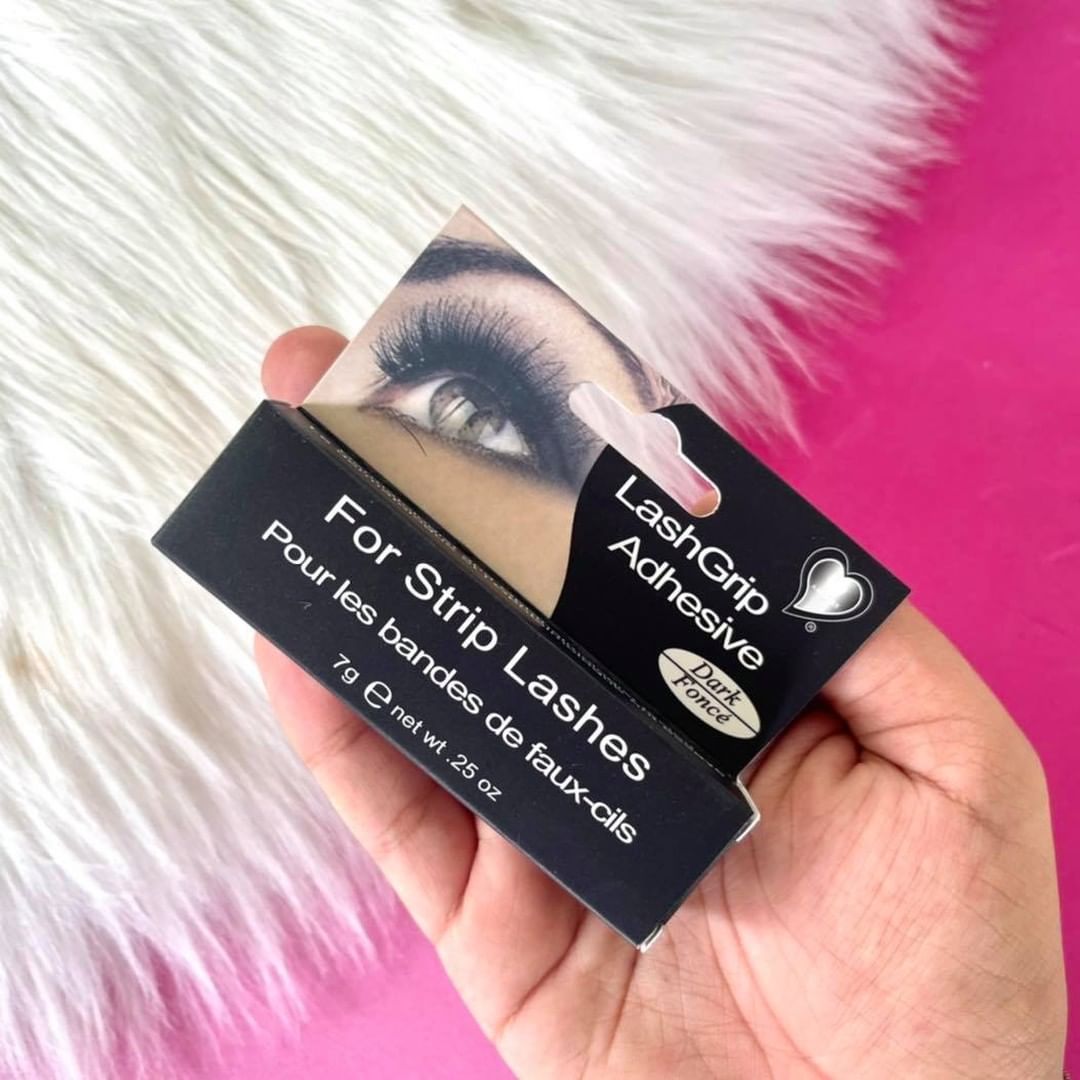 LashGrip
Adhesive
®
Dark
Foncé
For Strip Lashes
Pour les bandes de faux-cils
7g ℮ net wt .25 oz